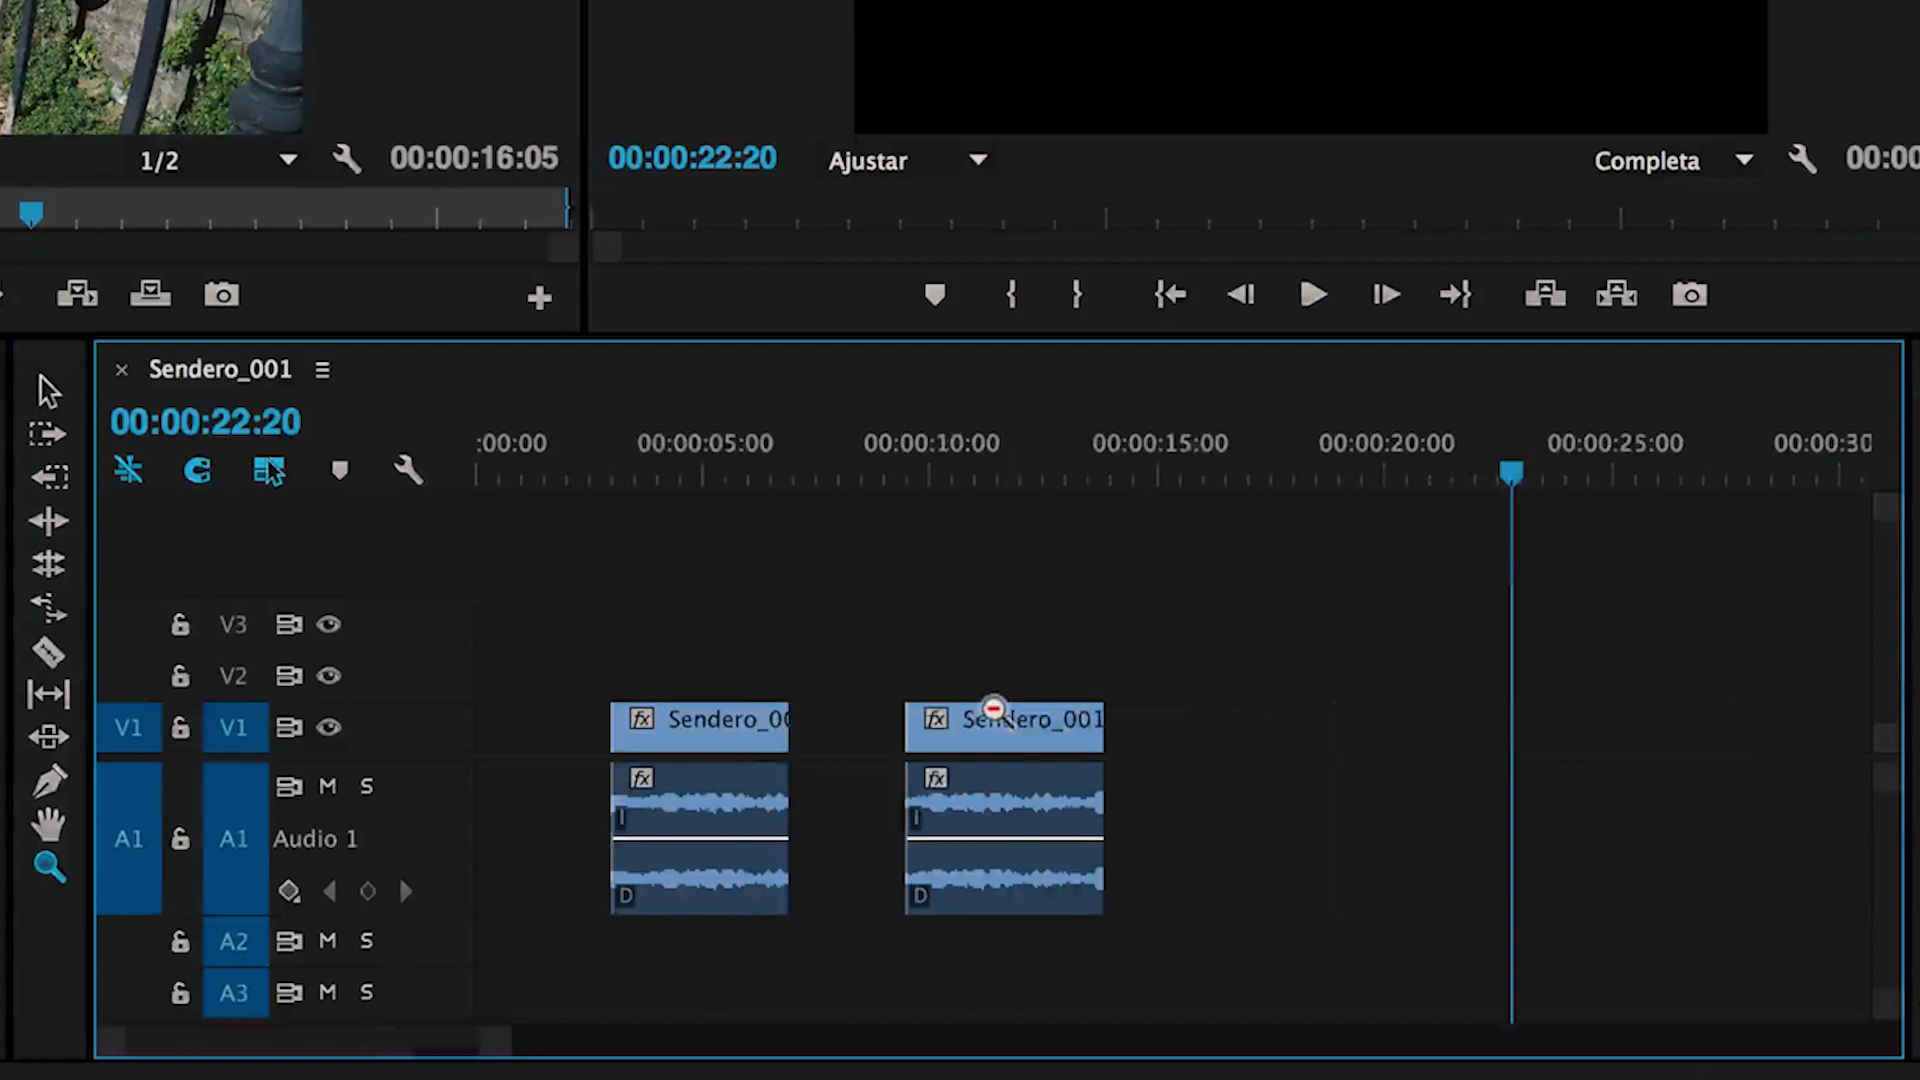 1/2
00:00:16:05
00:00:22:20
Ajustar
Completa
00:00
Sendero_001
00:00:22:20
:00:00
00:00:05:00
00:00:10:00
00:00:15:00
00:00:20:00
00:00:25:00
00:00:30
V3
V2
V1
V1
fx
Sendero_00
fx
Sendero_001
M
S
fx
fx
I
I
A1
A1
Audio 1
D
D
A2
M
S
A3
M
S